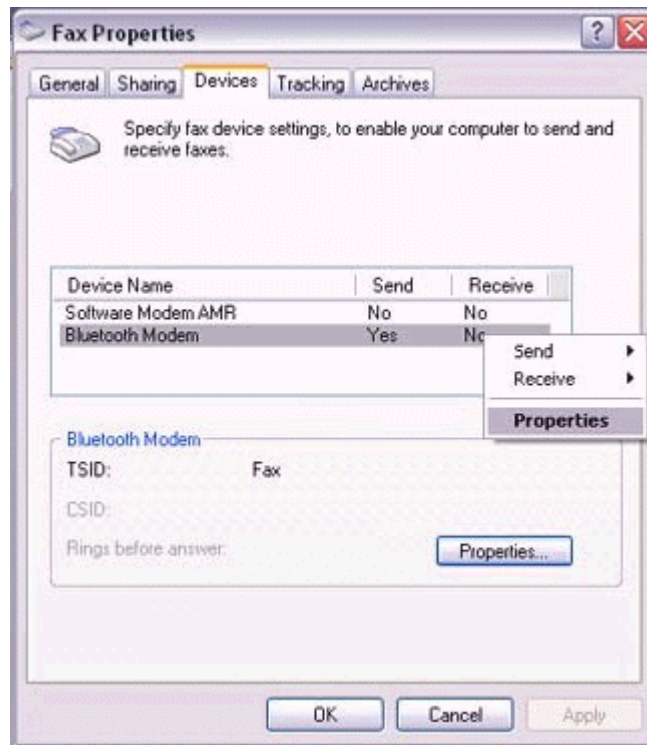 Fax Properties
General Sharing Devices Tracking Archives
Specify fax device settings, to enable your computer to send and
receive faxes.
Device Name Send Receive
Software Modem AMR No No
Bluetooth Modem Yes No
Send
Receive
Properties
Bluetooth Modem
TSID: Fax
CSID:
Rings before answer: Properties...
OK Cancel Apply